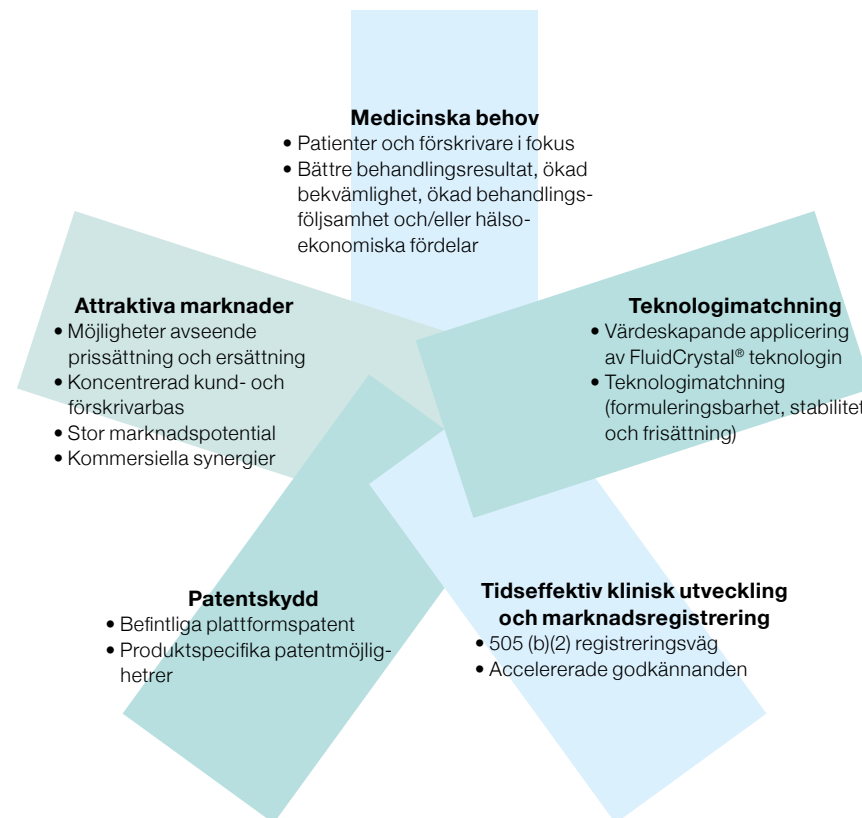 Medicinska behov
• Patienter och förskrivare i fokus
• Bättre behandlingsresultat, ökad
bekvämlighet, ökad behandlings-
följsamhet och/eller hälso-
ekonomiska fördelar
Attraktiva marknader
• Möjligheter avseende
prissättning och ersättning
• Koncentrerad kund- och
förskrivarbas
• Stor marknadspotential
• Kommersiella synergier
Teknologimatchning
• Värdeskapande applicering
av FluidCrystal® teknologin
• Teknologimatchning
(formuleringsbarhet, stabilitet
och frisättning)
Patentskydd
• Befintliga plattformspatent
• Produktspecifika patentmöjlig-
hetrer
Tidseffektiv klinisk utveckling
och marknadsregistrering
• 505 (b)(2) registreringsväg
• Accelererade godkännanden